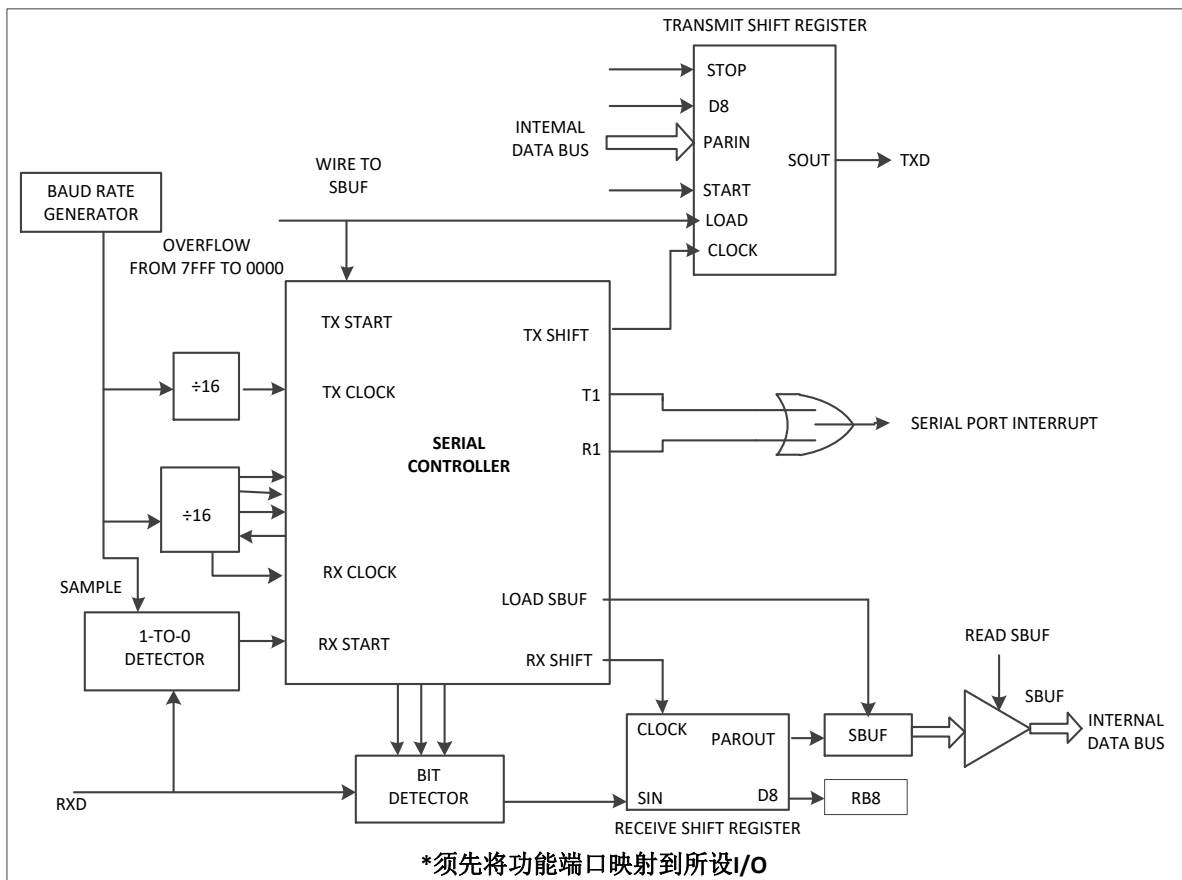 TRANSMIT SHIFT REGISTER
STOP
D8
INTEMAL
DATA BUS
PARIN
SOUT
TXD
WIRE TO
SBUF
START
BAUD RATE
GENERATOR
LOAD
OVERFLOW
FROM 7FFF TO 0000
CLOCK
TX START
TX SHIFT
÷16
TX CLOCK
T1
SERIAL PORT INTERRUPT
SERIAL
CONTROLLER
R1
÷16
RX CLOCK
SAMPLE
LOAD SBUF
1-TO-0
DETECTOR
RX START
READ SBUF
RX SHIFT
SBUF
CLOCK
PAROUT
SBUF
INTERNAL
DATA BUS
BIT
DETECTOR
RXD
SIN
D8
RB8
RECEIVE SHIFT REGISTER
*须先将功能端口映射到所设I/O